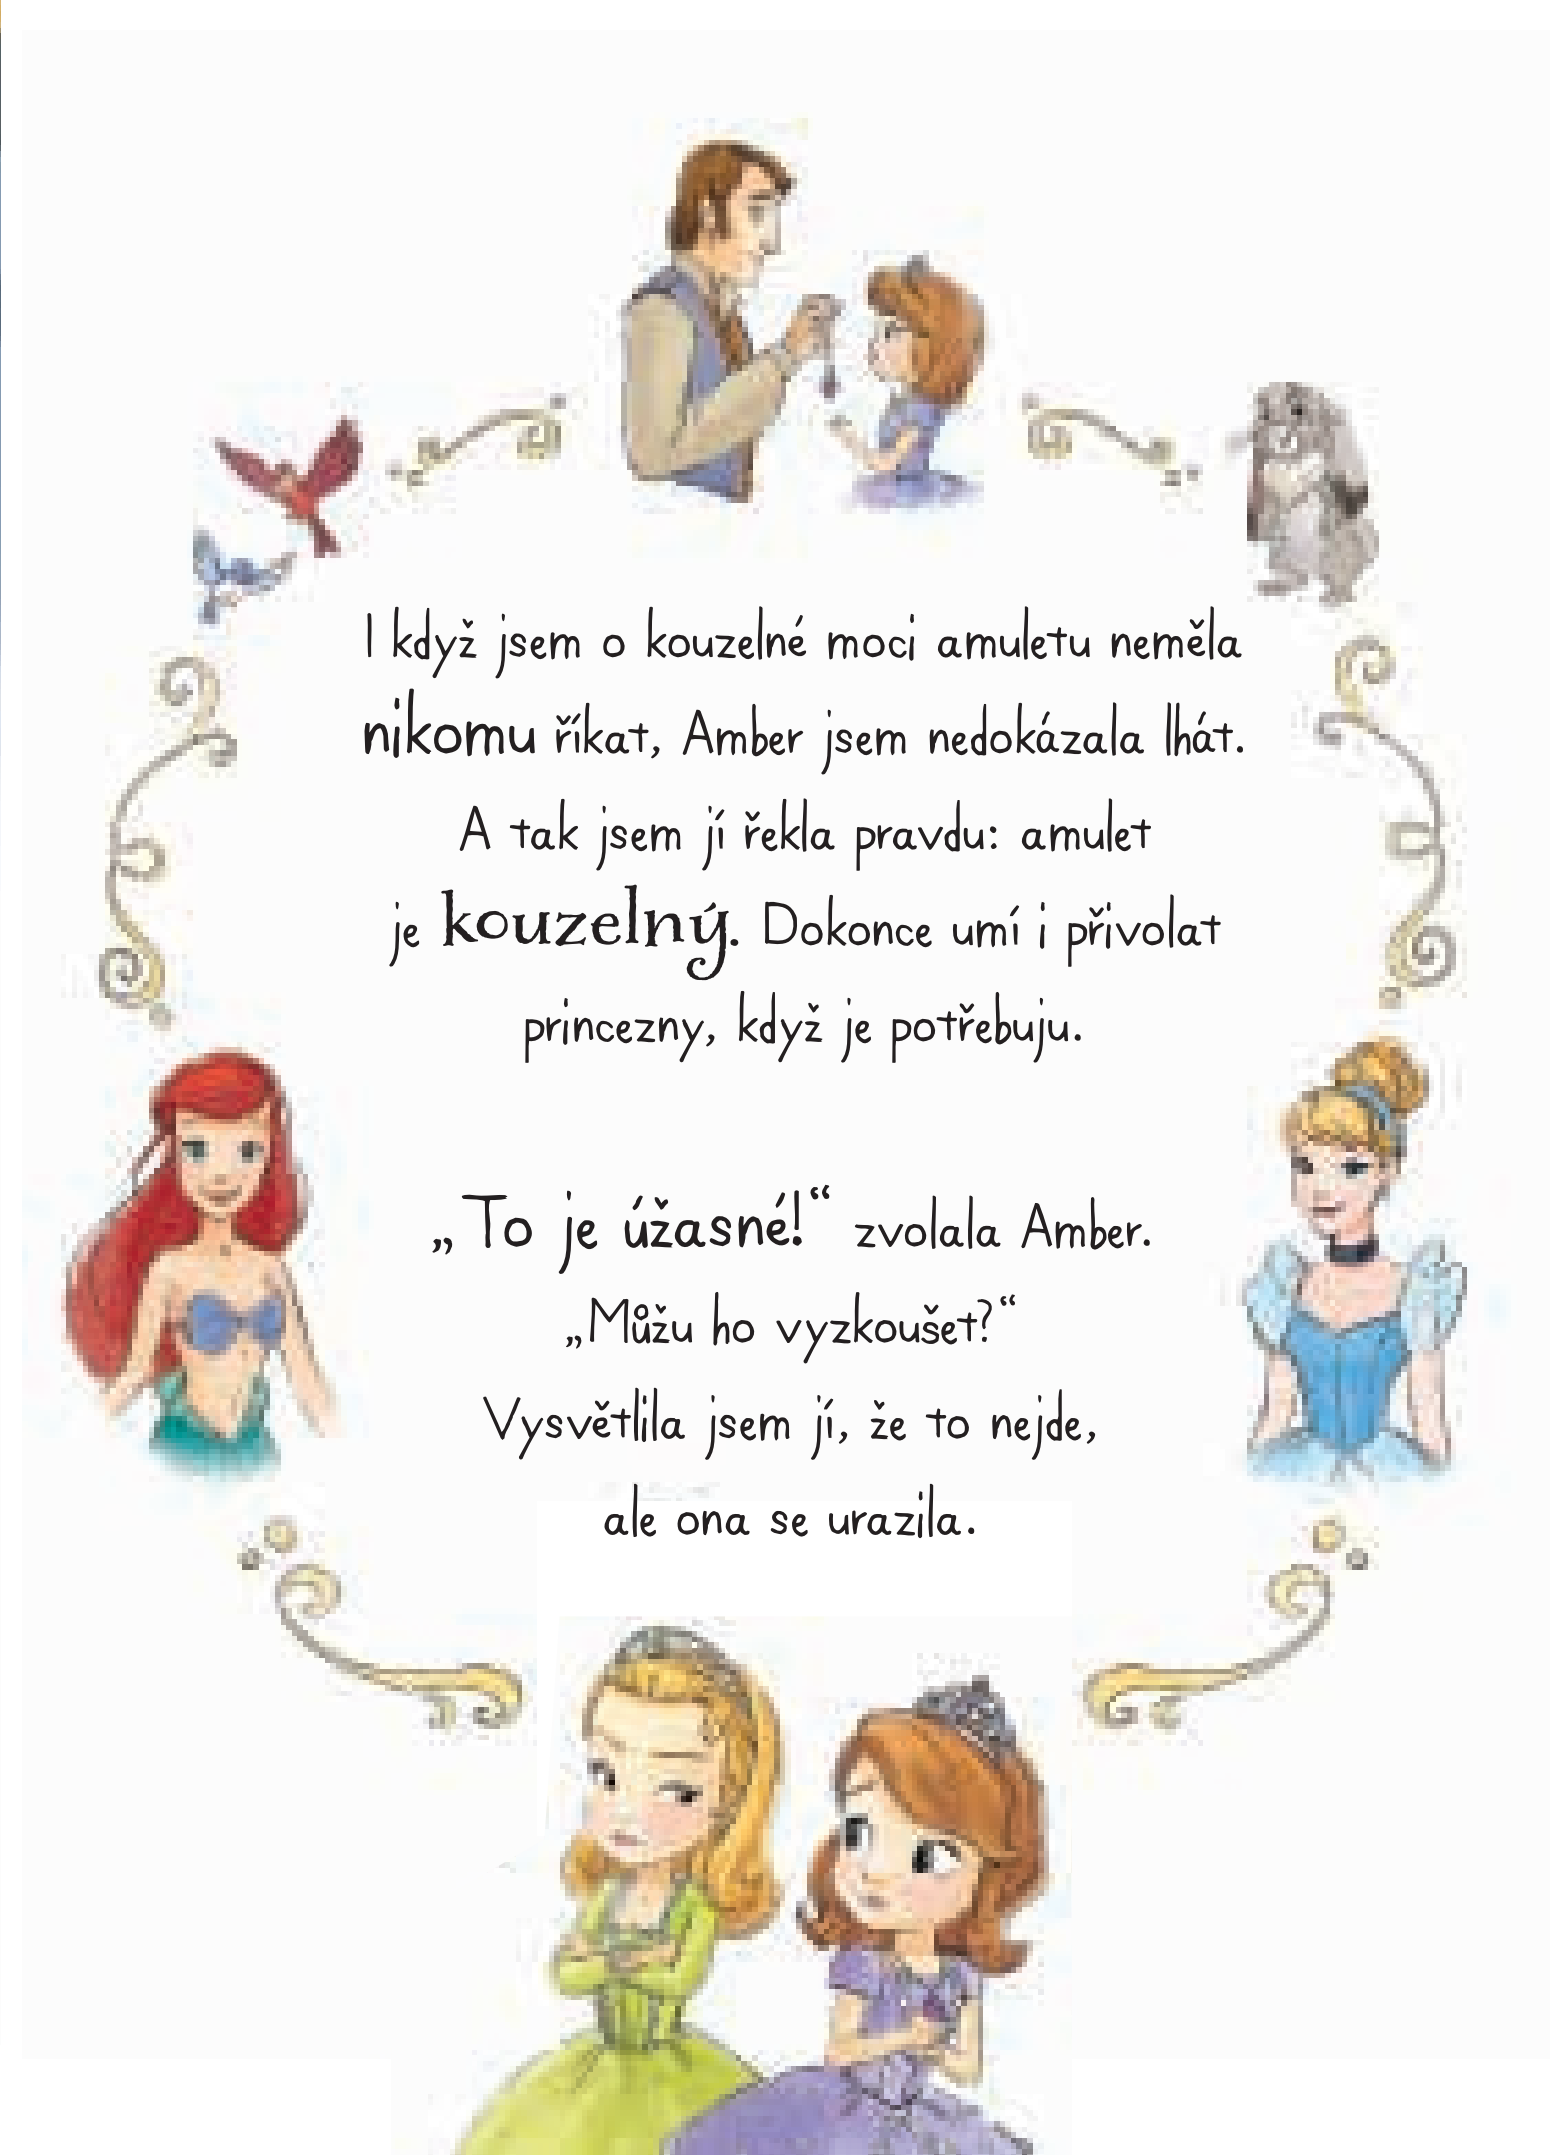 I když jsem o kouzelné moci amuletu neměla
nikomu říkat, Amber jsem nedokázala lhát.
A tak jsem jí řekla pravdu: amulet
je kouzelný. Dokonce umí i přivolat
princezny, když je potřebuju.
„To je úžasné!“ zvolala Amber.
„Můžu ho vyzkoušet?“
Vysvětlila jsem jí, že to nejde,
ale ona se urazila.